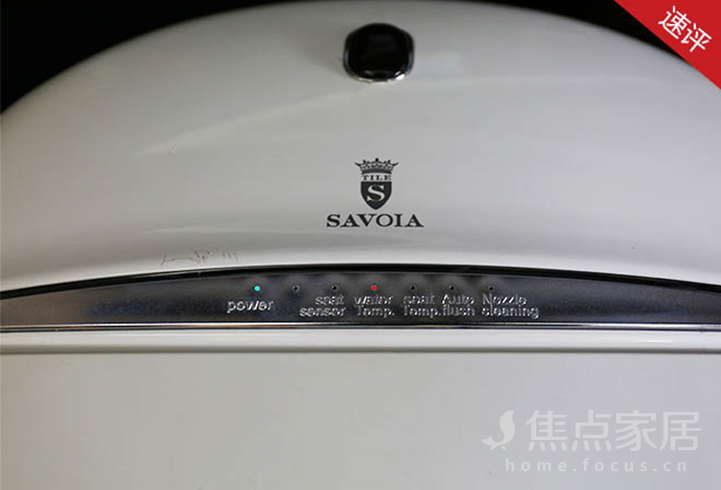 速评
TILE
S
SAVOIA
power
seat sensor
water Temp.
seat Temp.
Auto flush
Nozzle cleaning
焦点家居
home.focus.cn